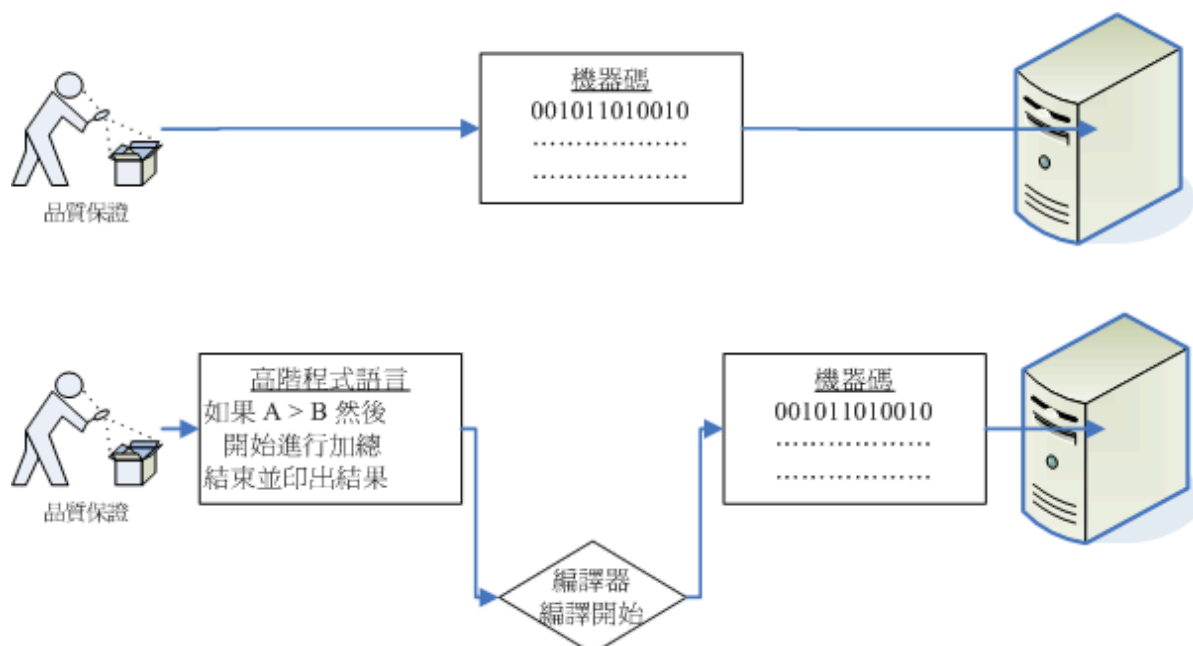 機器碼
001011010010
..................
..................
品質保證
高階程式語言
如果 A > B 然後
開始進行加總
結束並印出結果
機器碼
001011010010
..................
..................
品質保證
編譯器
編譯開始